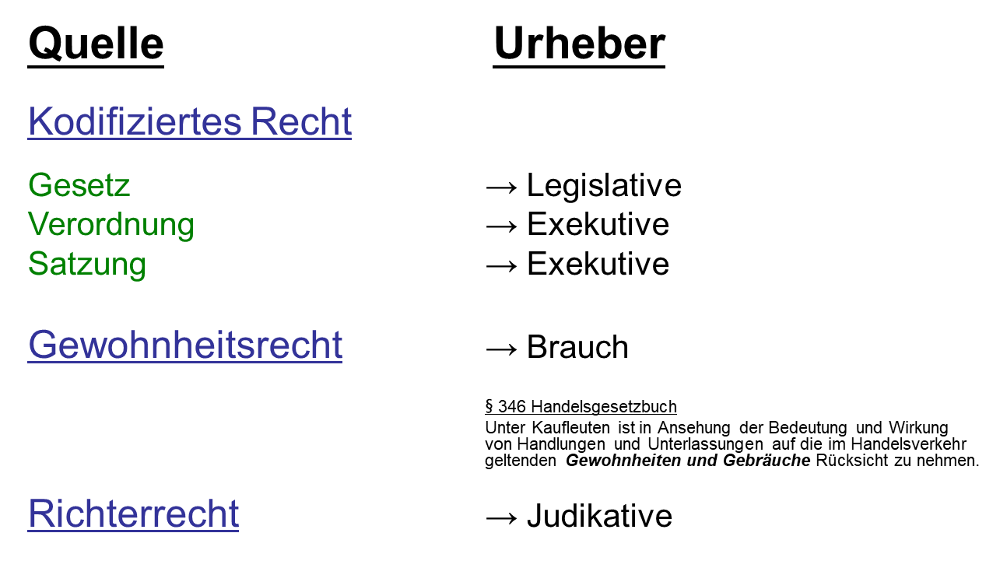 Quelle Urheber
Kodifiziertes Recht
Gesetz → Legislative
Verordnung → Exekutive
Satzung → Exekutive
Gewohnheitsrecht → Brauch
§ 346 Handelsgesetzbuch
Unter Kaufleuten ist in Ansehung der Bedeutung und Wirkung
von Handlungen und Unterlassungen auf die im Handelsverkehr
geltenden Gewohnheiten und Gebräuche Rücksicht zu nehmen.
Richterrecht → Judikative